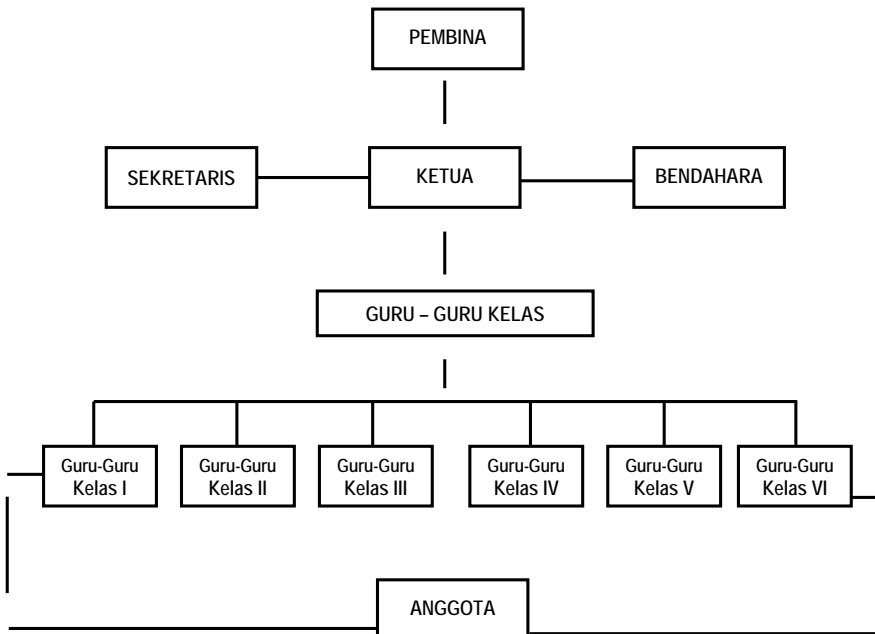 PEMBINA
SEKRETARIS
KETUA
BENDAHARA
GURU – GURU KELAS
Guru-Guru
Kelas I
Guru-Guru
Kelas II
Guru-Guru
Kelas III
Guru-Guru
Kelas IV
Guru-Guru
Kelas V
Guru-Guru
Kelas VI
ANGGOTA